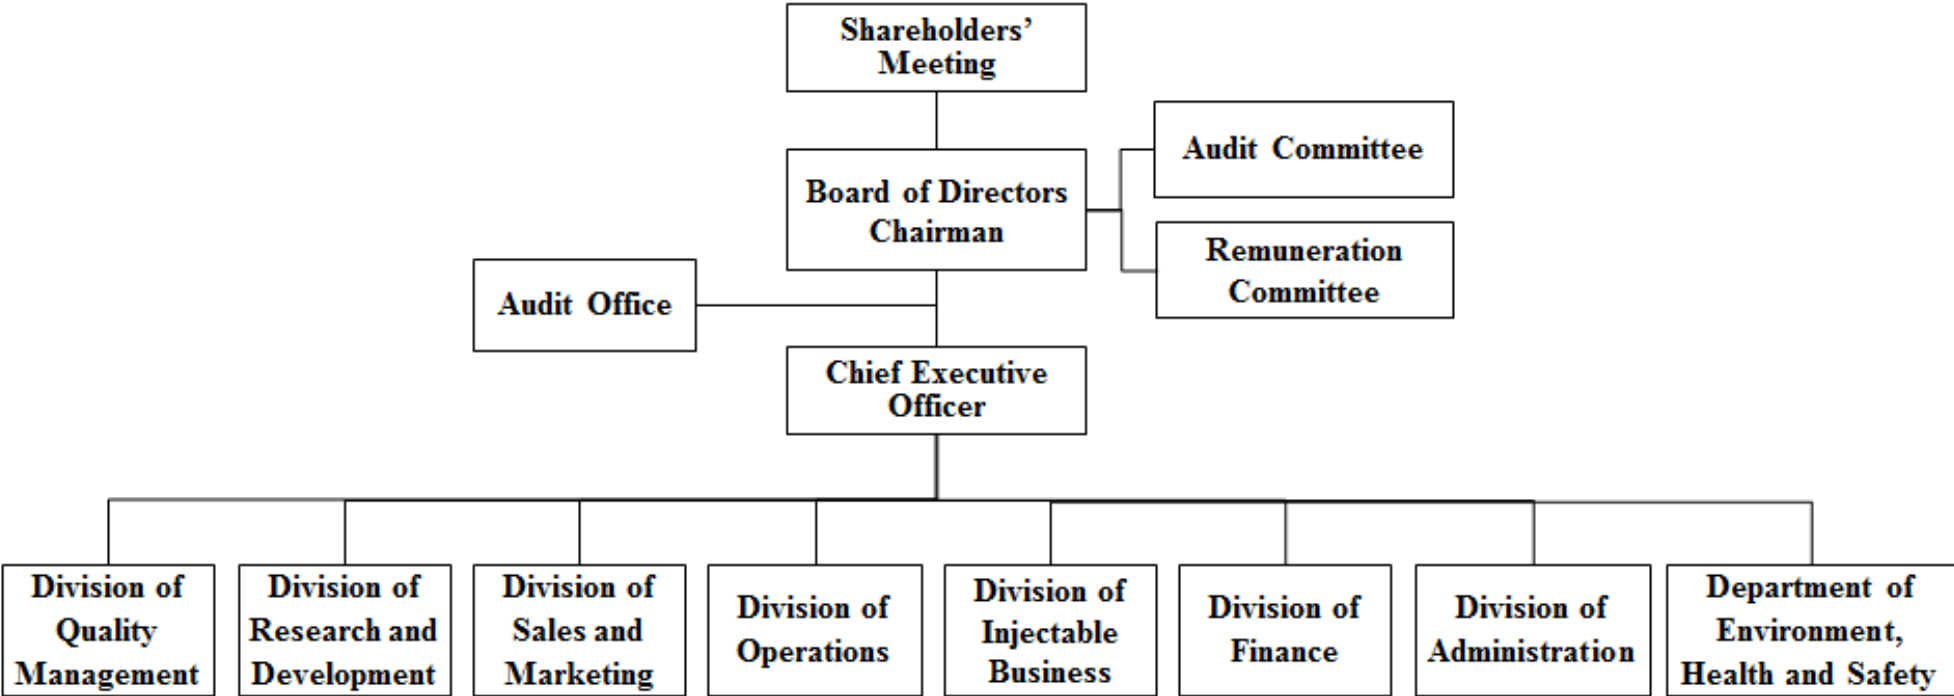 Shareholders’
Meeting
Audit Committee
Board of Directors
Chairman
Remuneration
Committee
Audit Office
Chief Executive
Officer
Division of
Quality
Management
Division of
Research and
Development
Division of
Sales and
Marketing
Division of
Operations
Division of
Injectable
Business
Division of
Finance
Division of
Administration
Department of
Environment,
Health and Safety